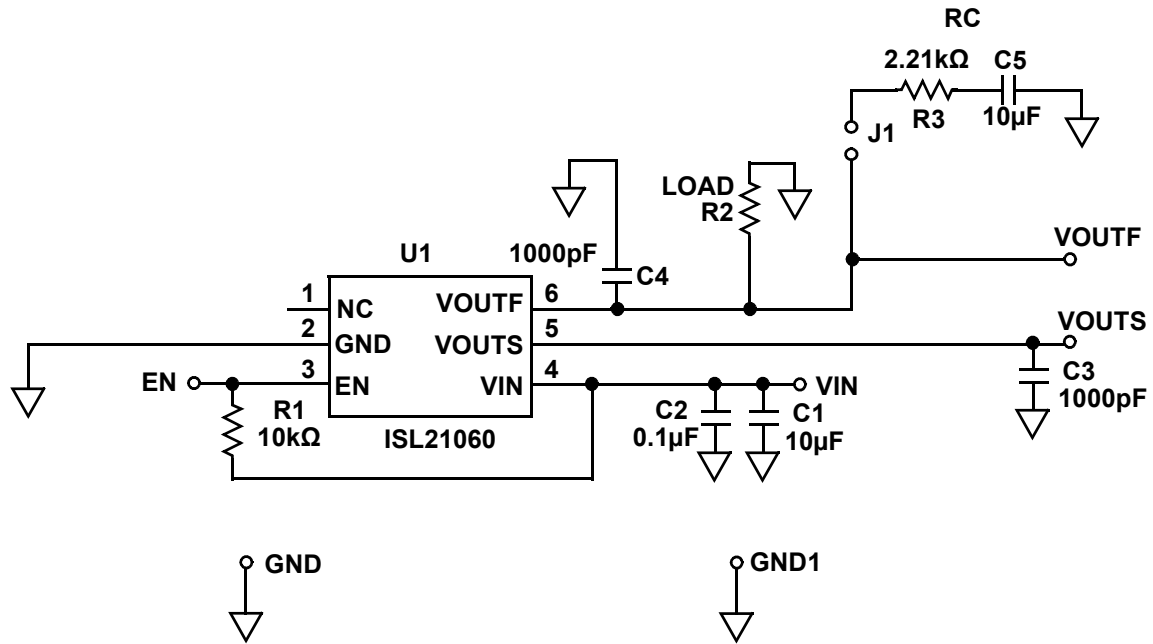 RC
2.21kΩ
C5
R3
10µF
J1
LOAD
R2
VOUTF
U1
1000pF
C4
1
NC
VOUTF
6
2
GND
VOUTS
5
VOUTS
EN
3
EN
VIN
4
VIN
C3
1000pF
R1
10kΩ
ISL21060
C2
0.1µF
C1
10µF
GND
GND1